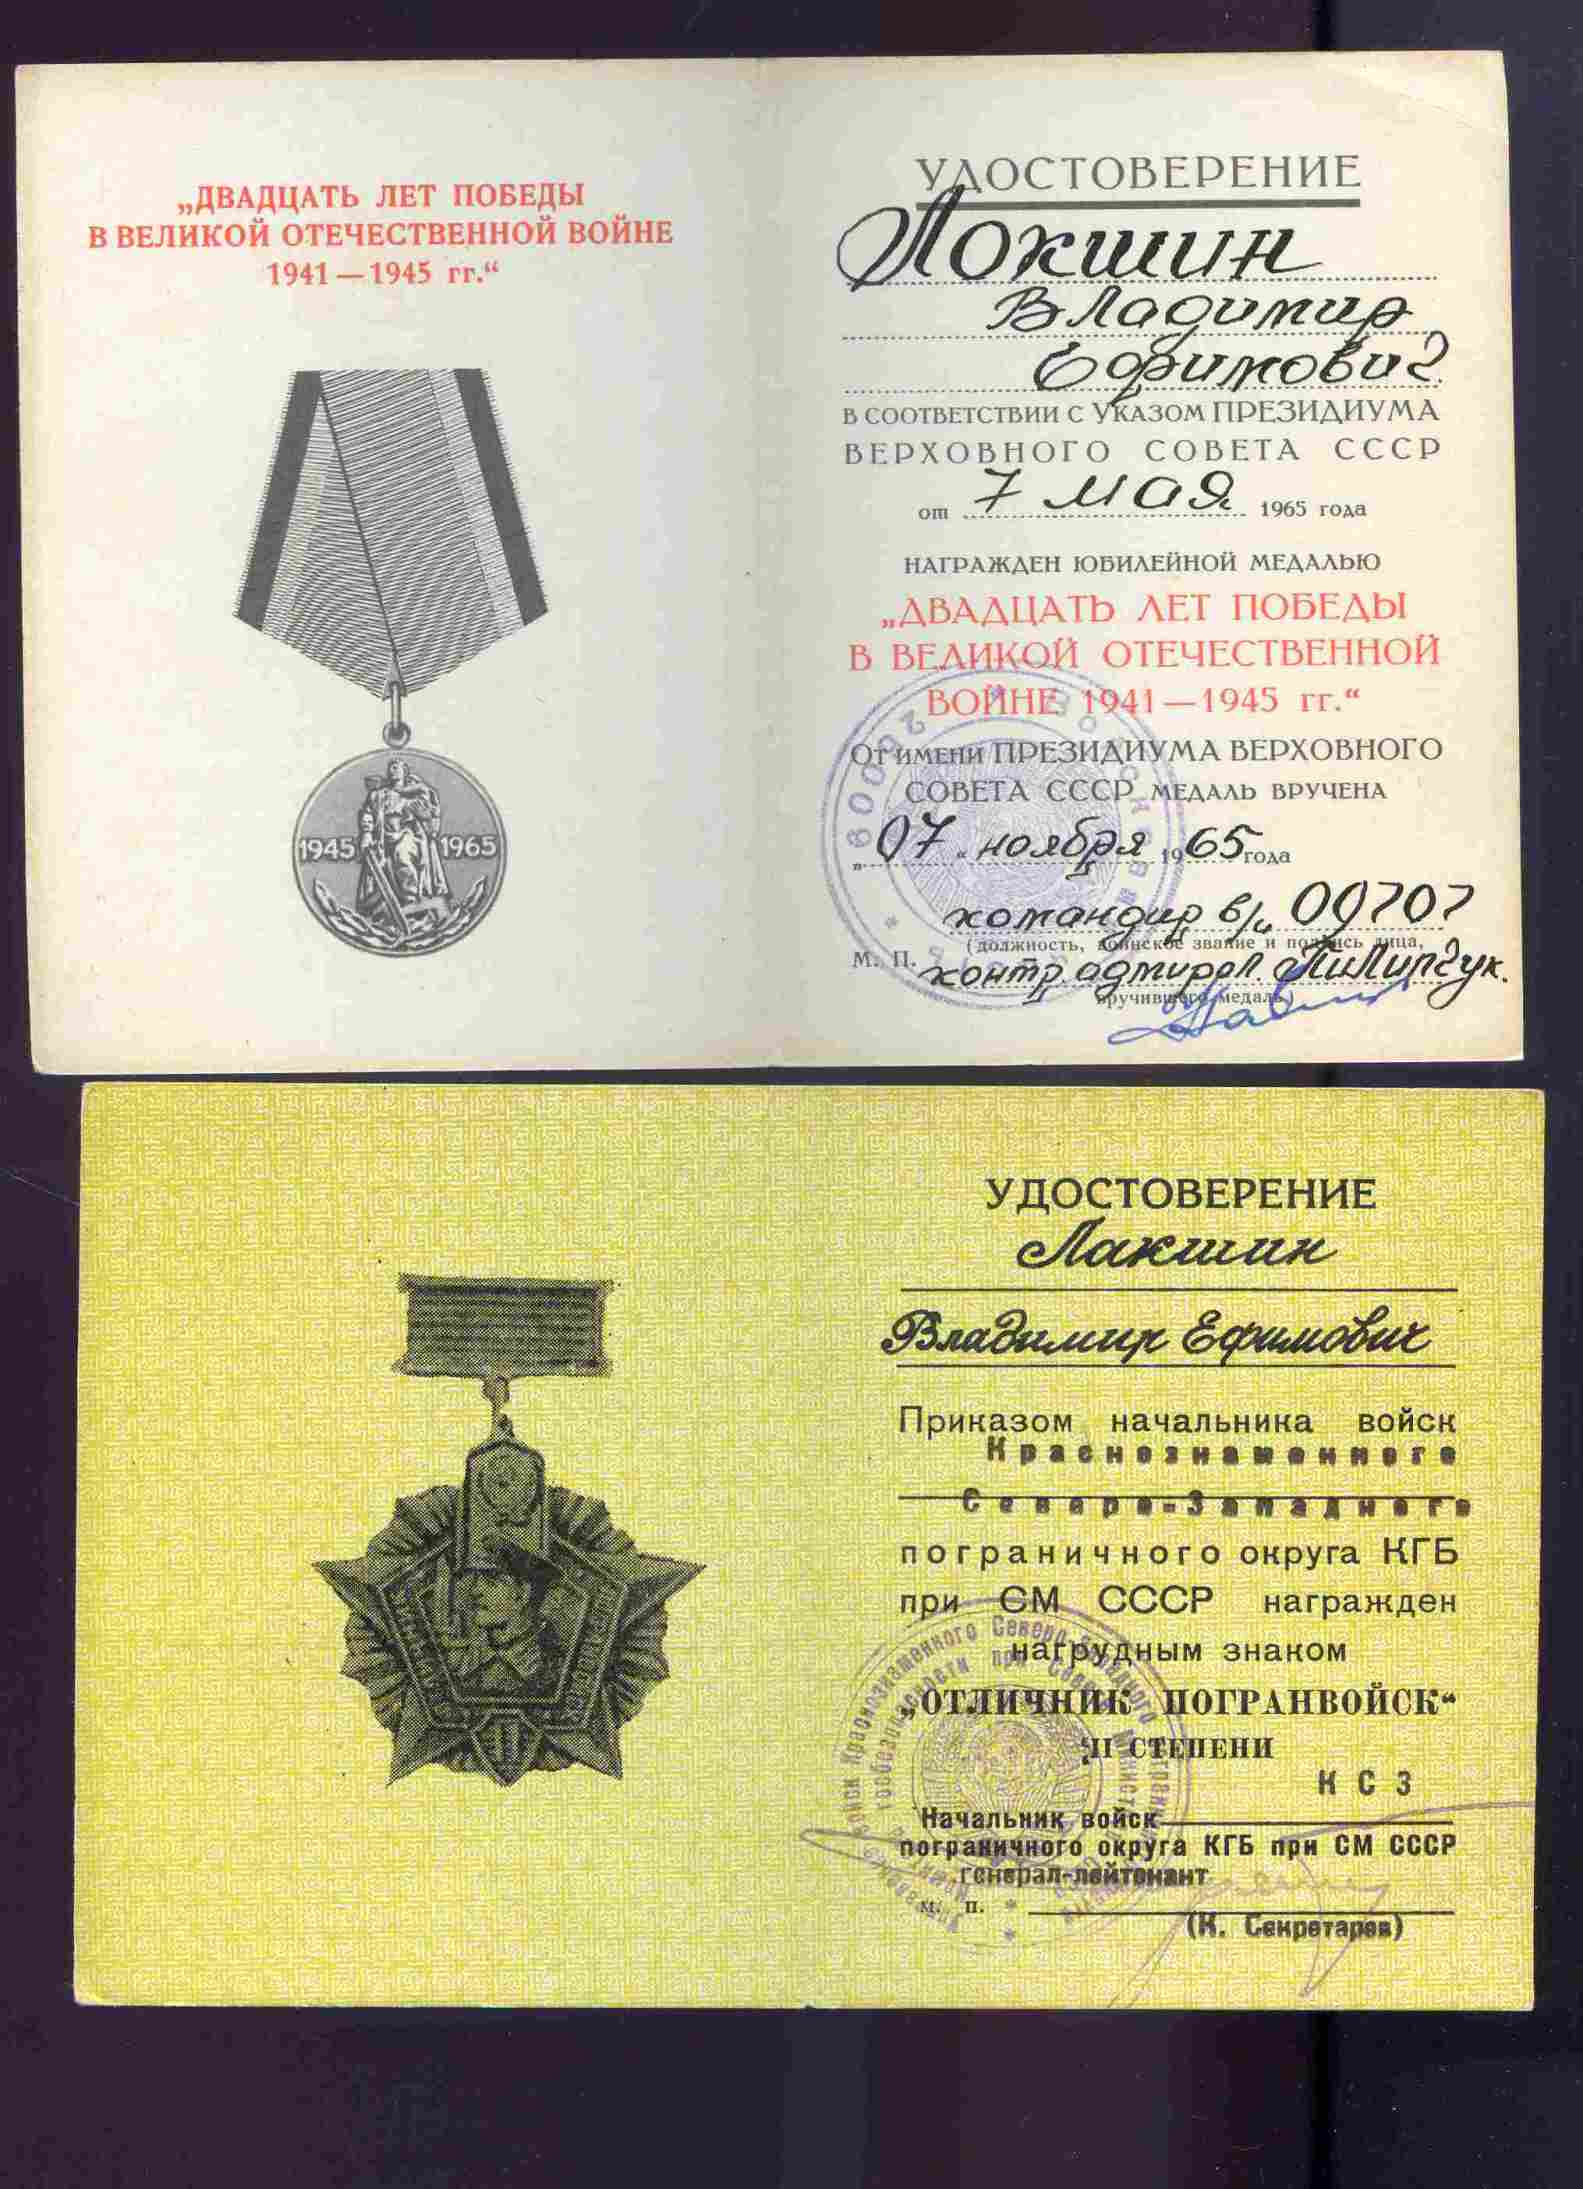 „ДВАДЦАТЬ ЛЕТ ПОБЕДЫ
В ВЕЛИКОЙ ОТЕЧЕСТВЕННОЙ ВОЙНЕ
1941—1945 гг.“
1945 1965
УДОСТОВЕРЕНИЕ
Локшин
Владимир
Ефимович
В СООТВЕТСТВИИ С УКАЗОМ ПРЕЗИДИУМА
ВЕРХОВНОГО СОВЕТА СССР
от 7 мая 1965 года
НАГРАЖДЕН ЮБИЛЕЙНОЙ МЕДАЛЬЮ
„ДВАДЦАТЬ ЛЕТ ПОБЕДЫ
В ВЕЛИКОЙ ОТЕЧЕСТВЕННОЙ
ВОЙНЕ 1941—1945 гг.“
ОТ ИМЕНИ ПРЕЗИДИУМА ВЕРХОВНОГО
СОВЕТА СССР МЕДАЛЬ ВРУЧЕНА
„07“ ноября 1965 года
командир в/ч 09707
(должность, воинское звание и подпись лица,
М. П. контр адмирал Пилипчук.
вручившего медаль)
УДОСТОВЕРЕНИЕ
Лакшин
Владимир Ефимович
Приказом начальника войск
Краснознаменного
Северо-Западного
пограничного округа КГБ
при СМ СССР награжден
нагрудным знаком
„ОТЛИЧНИК ПОГРАНВОЙСК“
II СТЕПЕНИ
КСЗ
Начальник войск
пограничного округа КГБ при СМ СССР
генерал-лейтенант
м. п.
(К. Секретарев)